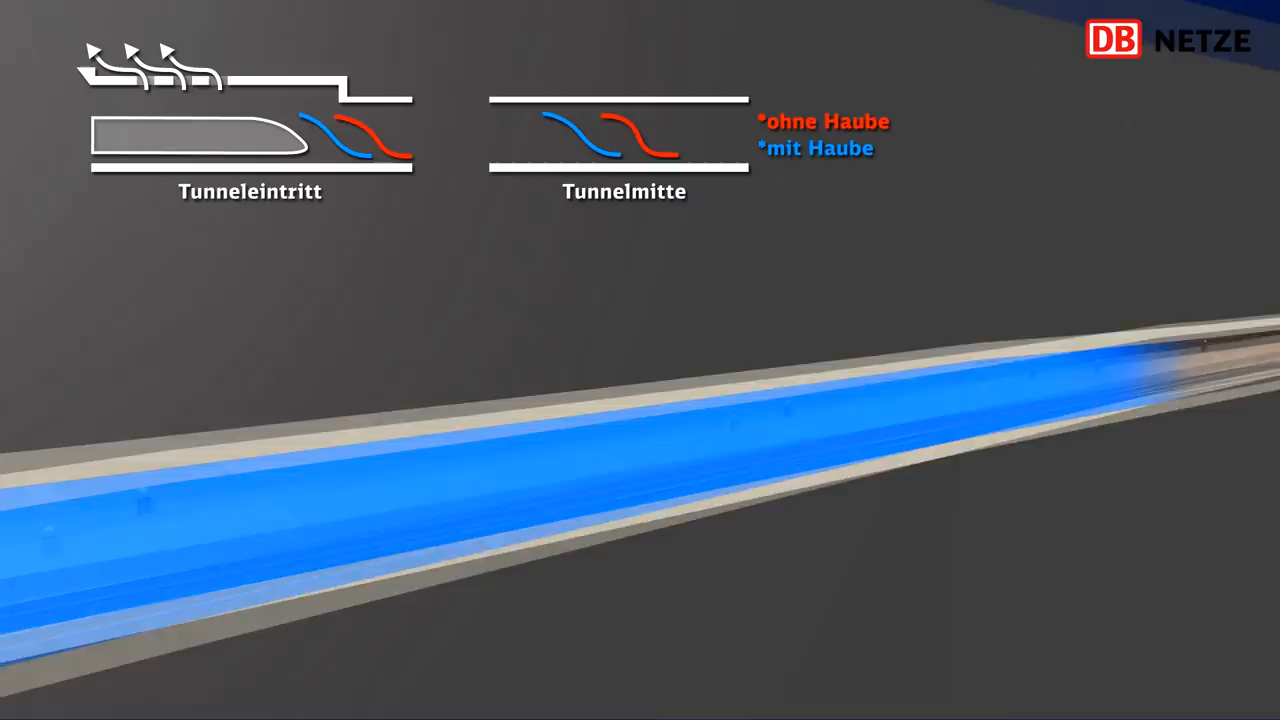 DB NETZE
*ohne Haube
*mit Haube
Tunneleintritt
Tunnelmitte